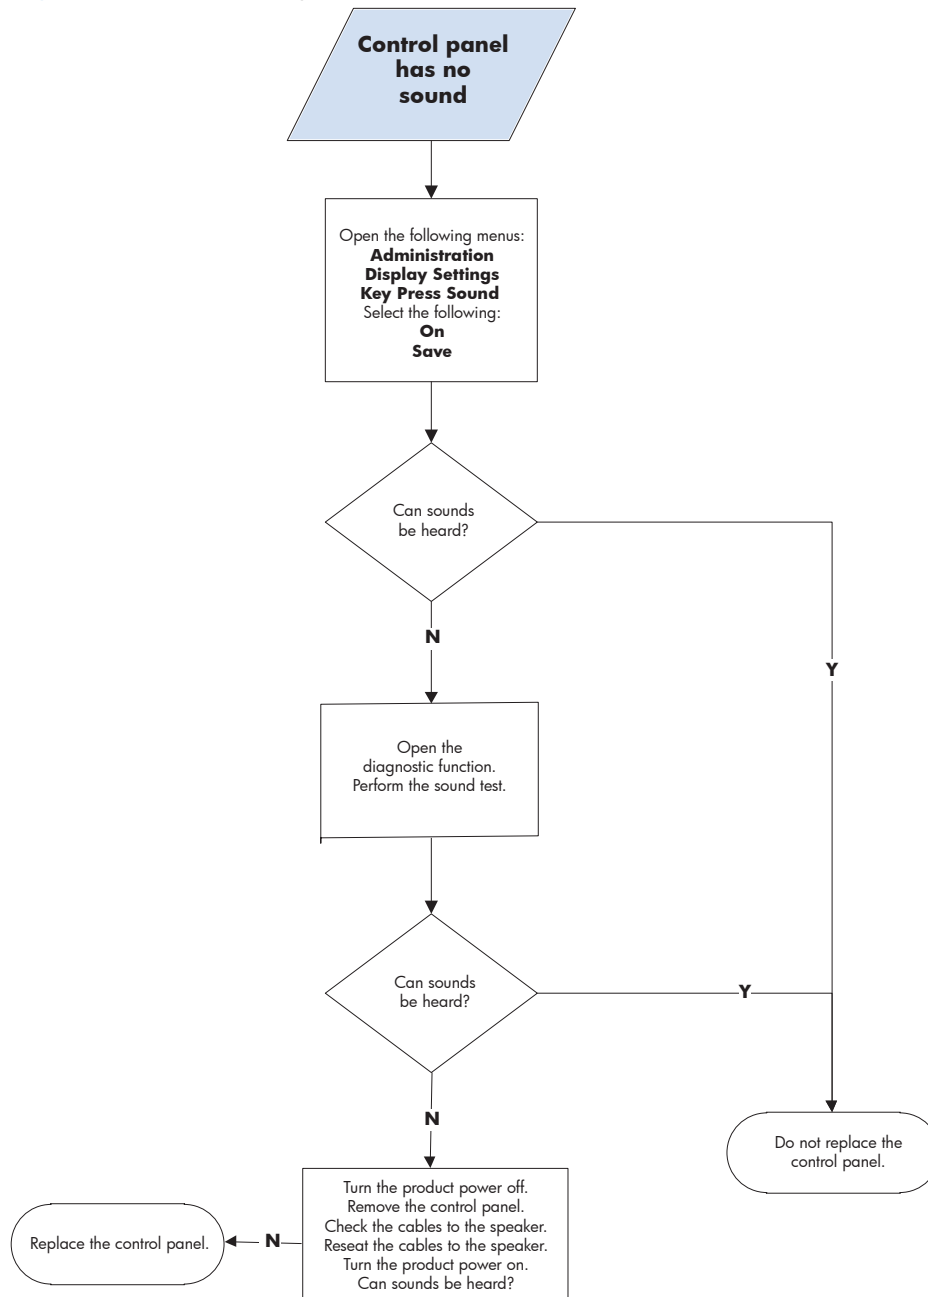 Control panel
has no
sound
Open the following menus:
Administration
Display Settings
Key Press Sound
Select the following:
On
Save
Can sounds
be heard?
N
Y
Open the
diagnostic function.
Perform the sound test.
Can sounds
be heard?
Y
N
Do not replace the
control panel.
Turn the product power off.
Remove the control panel.
Check the cables to the speaker.
Reseat the cables to the speaker.
Turn the product power on.
Can sounds be heard?
N
Replace the control panel.